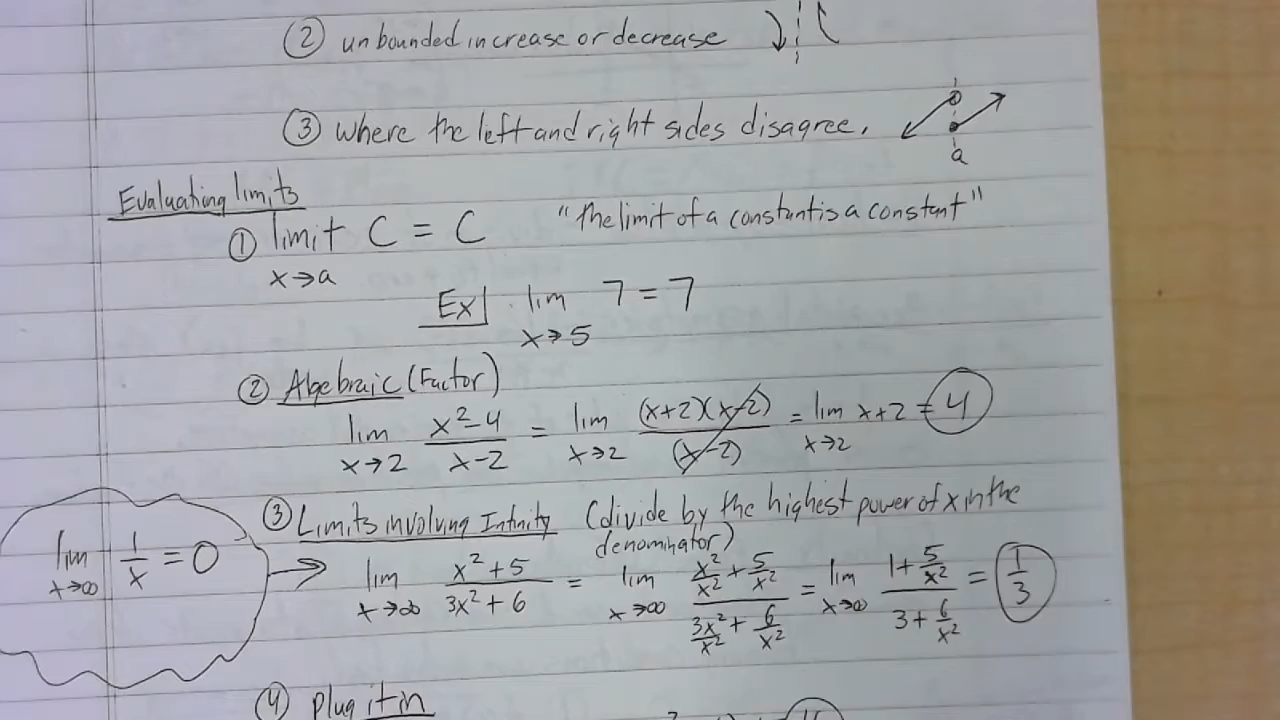 ② unbounded increase or decrease
③ where the left and right sides disagree.
a
Evaluating limits
① limit C = C "the limit of a constant is a constant"
x→a
Ex| lim 7 = 7
x→5
② Algebraic (Factor)
lim x→2 (x²-4)/(x-2) = lim x→2 (x+2)(x-2)/(x-2) = lim x→2 x+2 = 4
③ Limits involving Infinity (divide by the highest power of x in the
denominator)
lim x→∞ 1/x = 0 → lim x→∞ (x²+5)/(3x²+6) = lim x→∞ (x²/x² + 5/x²)/(3x²/x² + 6/x²) = lim x→∞ (1+5/x²)/(3+6/x²) = 1/3
④ Plug it in